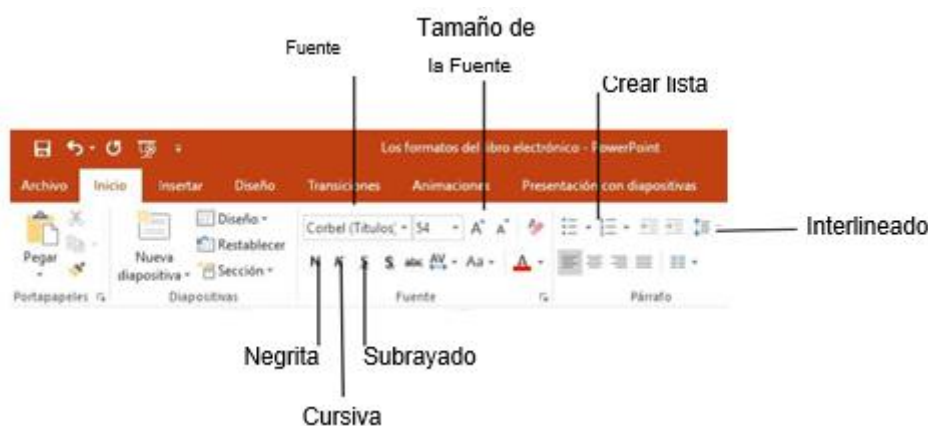 Tamaño de
Fuente
la Fuente
Crear lista
Los formatos del libro electrónico - PowerPoint
Archivo Inicio Insertar Diseño Transiciones Animaciones Presentación con diapositivas
Diseño
Corbel (Títulos) 54 A A
Restablecer
Interlineado
Pegar Nueva diapositiva Sección
N K S S abc AV Aa A
Portapapeles Diapositivas Fuente Párrafo
Negrita Subrayado
Cursiva